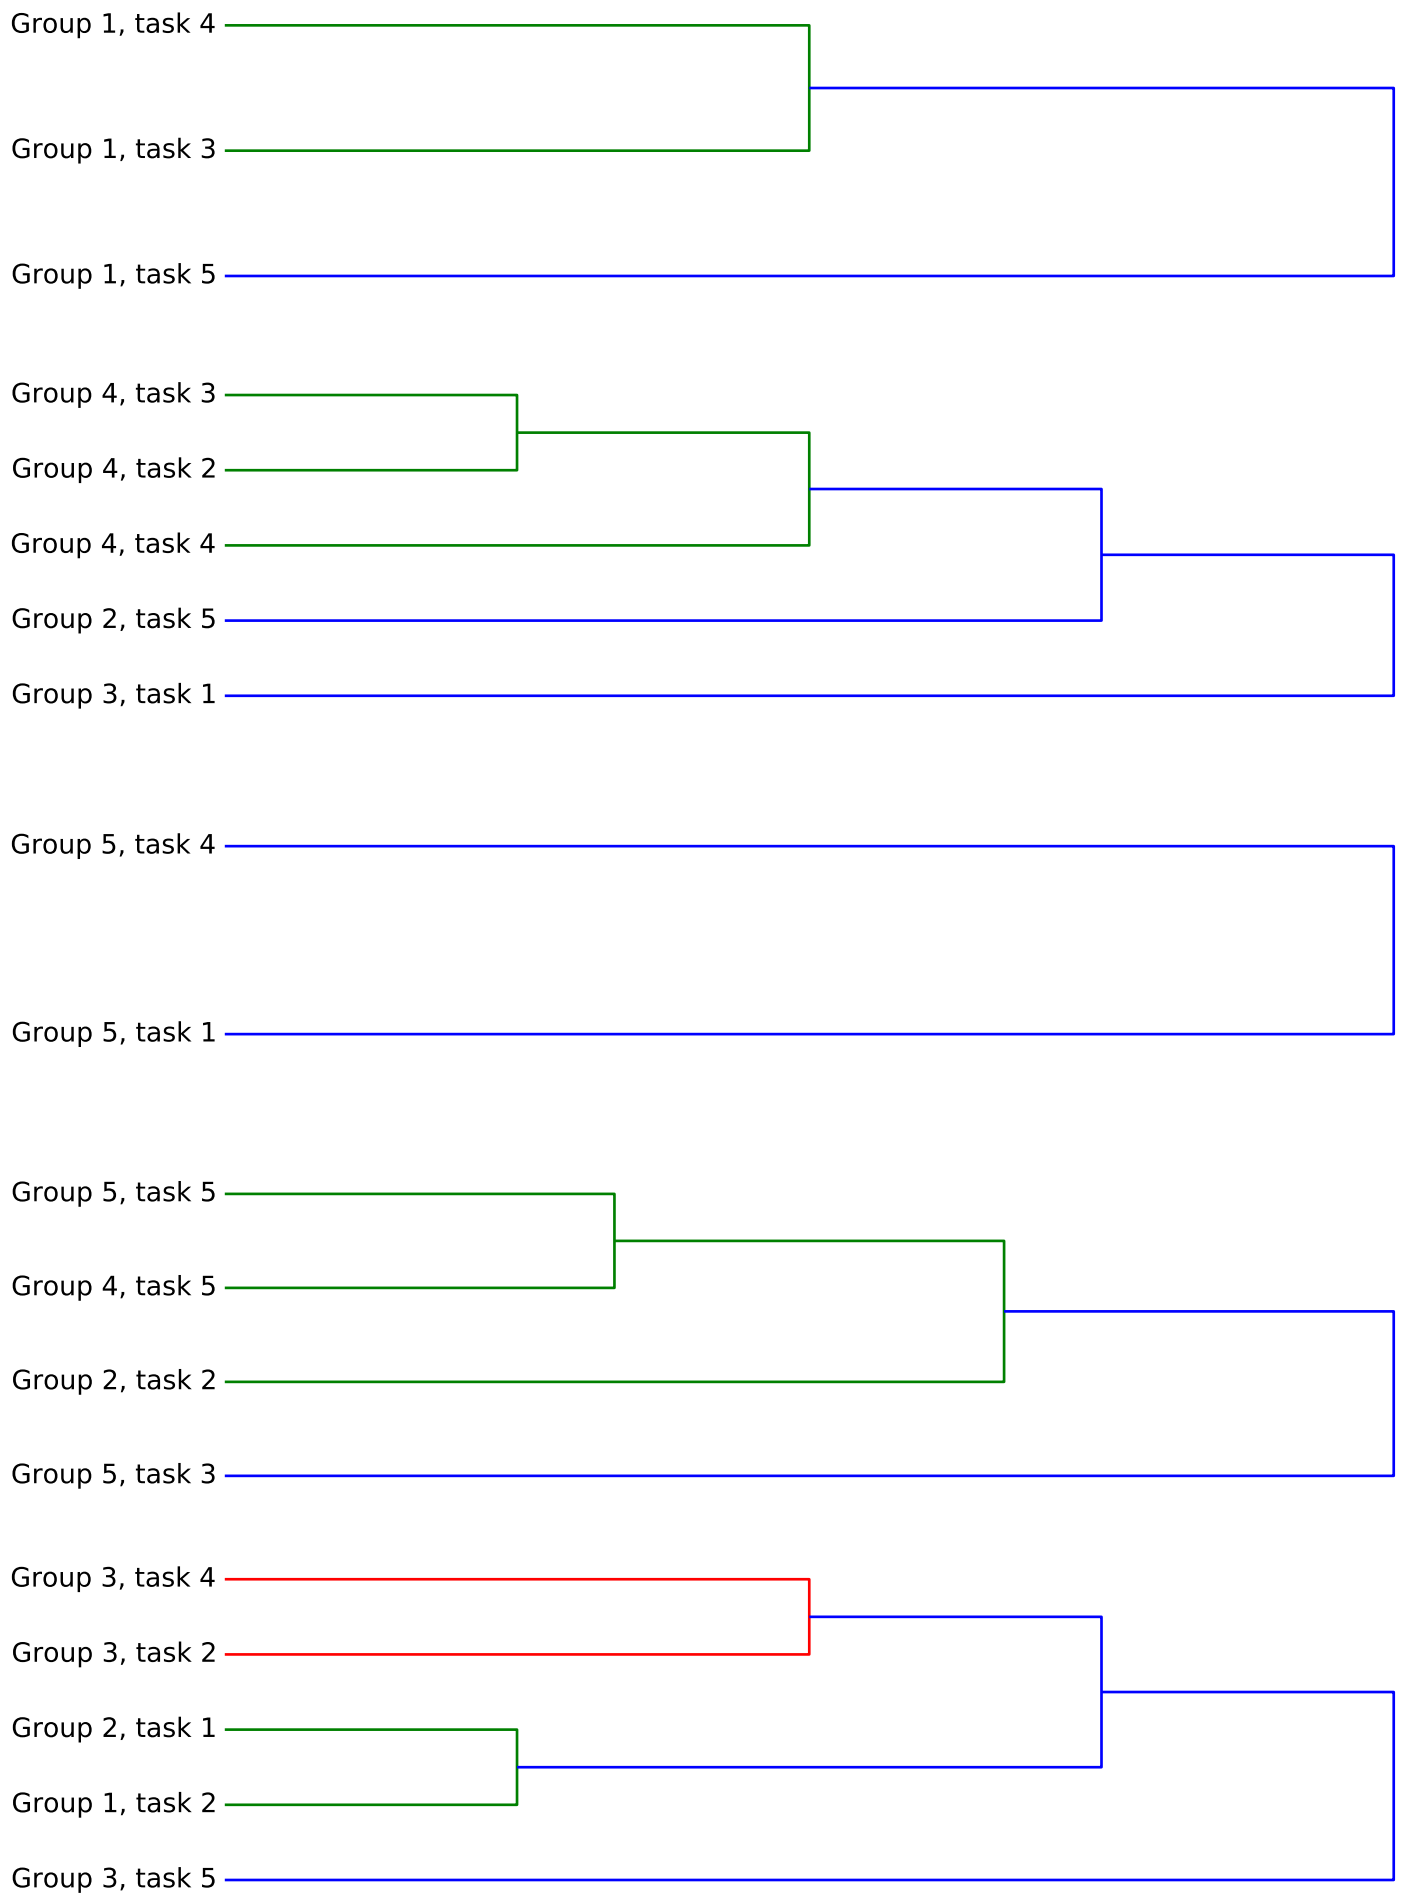 Group 1, task 4
Group 1, task 3
Group 1, task 5
Group 4, task 3
Group 4, task 2
Group 4, task 4
Group 2, task 5
Group 3, task 1
Group 5, task 4
Group 5, task 1
Group 5, task 5
Group 4, task 5
Group 2, task 2
Group 5, task 3
Group 3, task 4
Group 3, task 2
Group 2, task 1
Group 1, task 2
Group 3, task 5